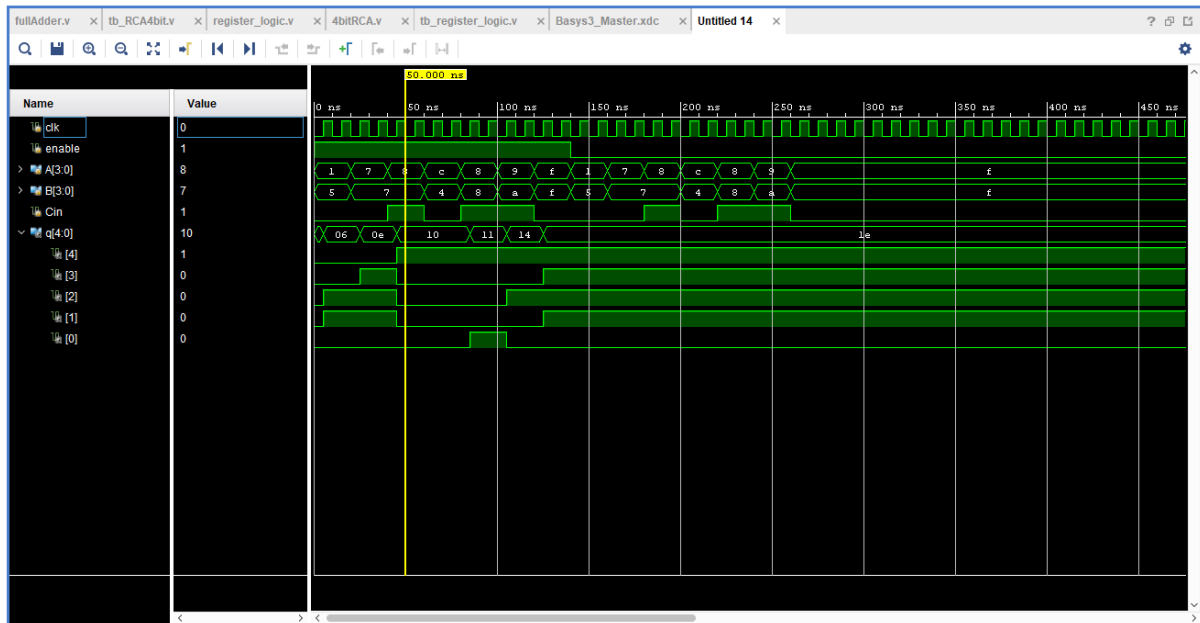 fullAdder.v × tb_RCA4bit.v × register_logic.v × 4bitRCA.v × tb_register_logic.v × Basys3_Master.xdc × Untitled 14 ×
50.000 ns
Name Value
0 ns 50 ns 100 ns 150 ns 200 ns 250 ns 300 ns 350 ns 400 ns 450 ns
clk 0
enable 1
A[3:0] 8 1 7 8 c 8 9 f 1 7 8 c 8 9 f
B[3:0] 7 5 7 4 8 a f 5 7 4 8 a f
Cin 1
q[4:0] 10 06 0e 10 11 14 1e
[4] 1
[3] 0
[2] 0
[1] 0
[0] 0